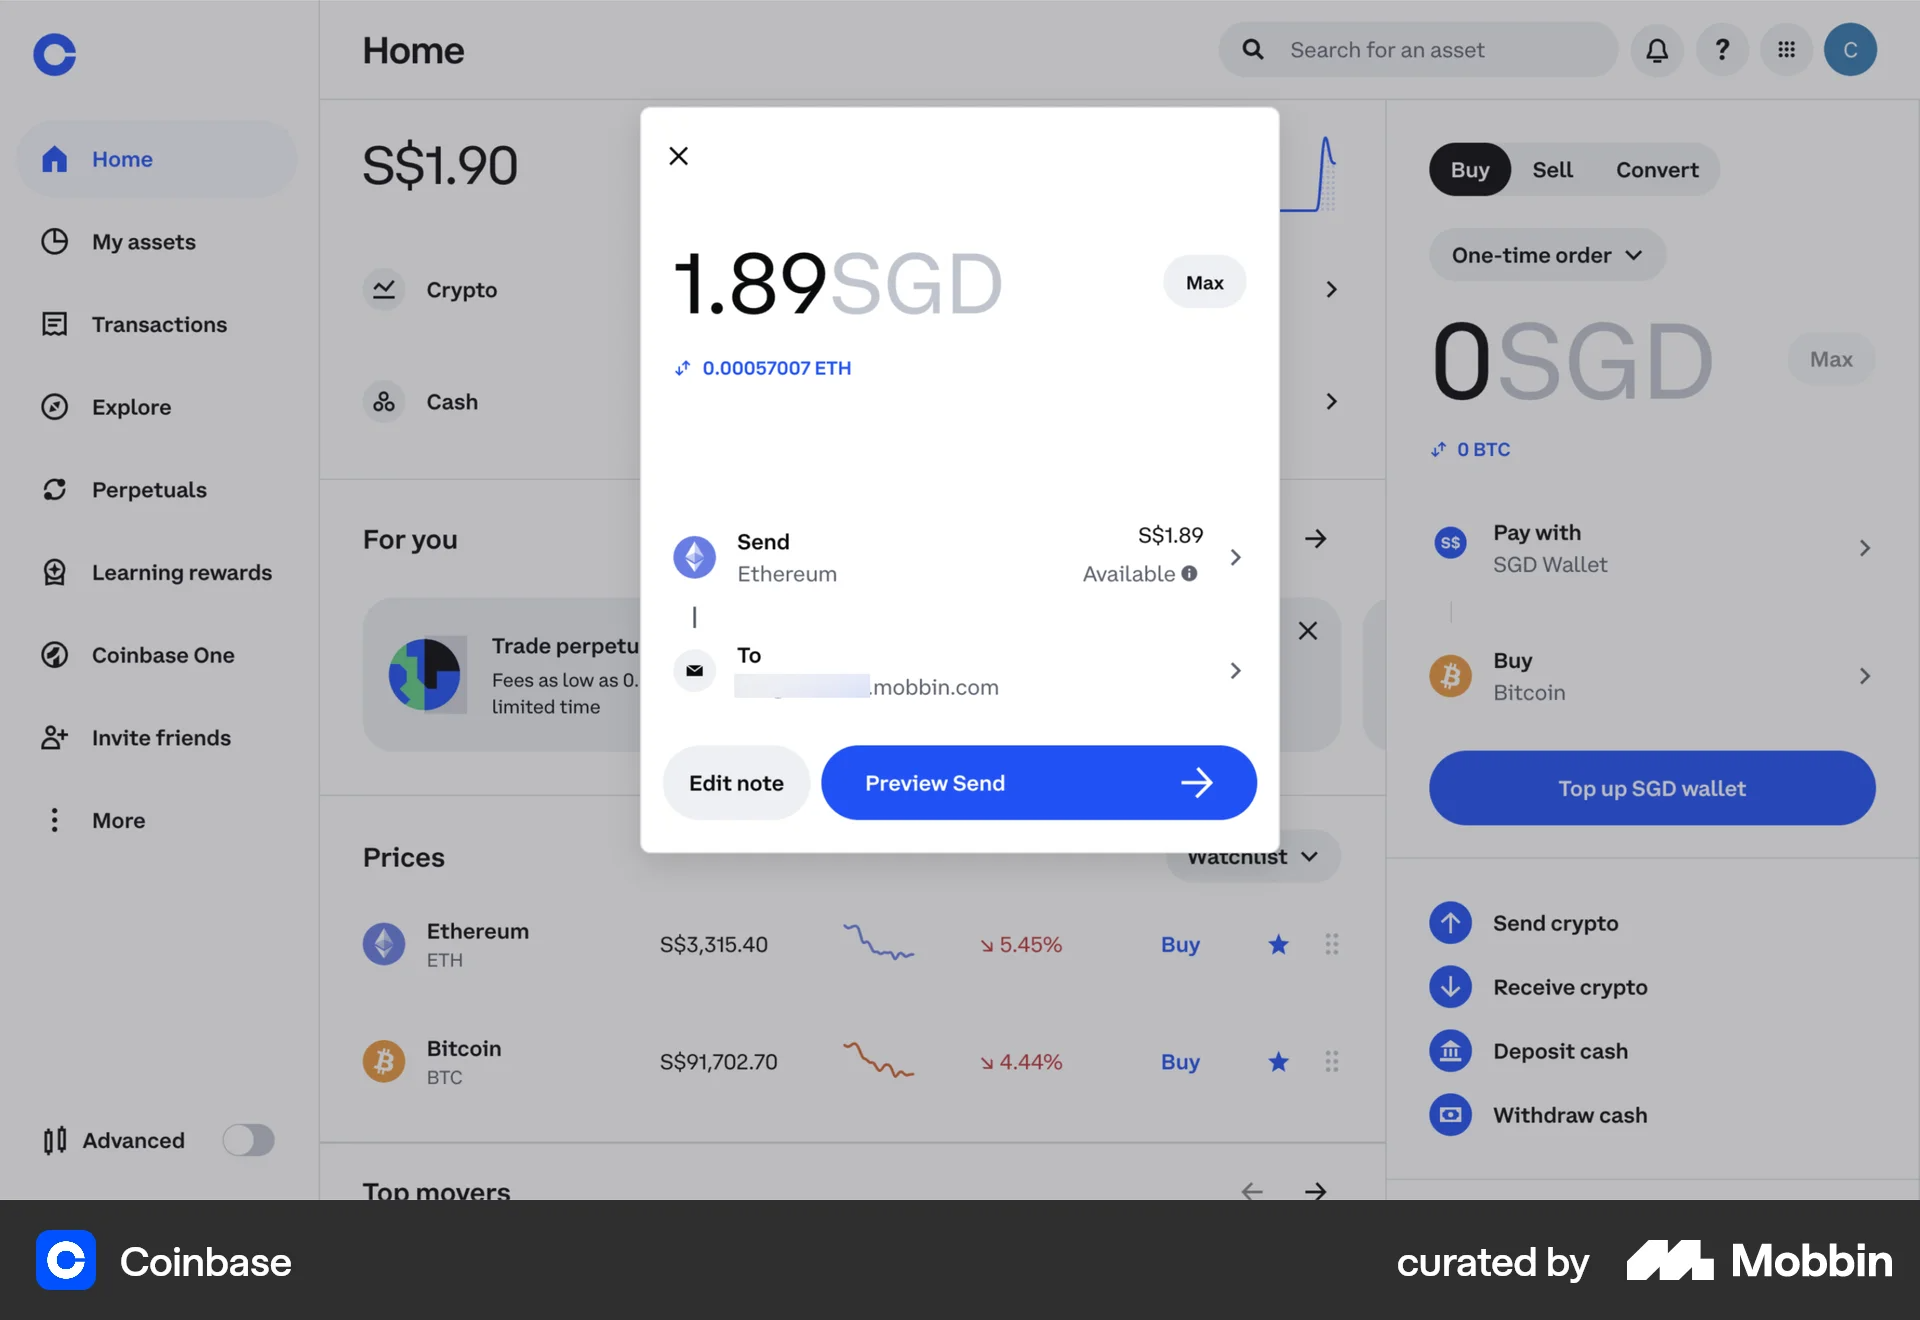 Home
Search for an asset
C
Home
My assets
Transactions
Explore
Perpetuals
Learning rewards
Coinbase One
Invite friends
More
Advanced
S$1.90
Crypto
Cash
For you
Trade perpetu
Fees as low as 0.
limited time
Prices
Watchlist
Ethereum
ETH
S$3,315.40
5.45%
Buy
Bitcoin
BTC
S$91,702.70
4.44%
Buy
Top movers
1.89SGD
Max
0.00057007 ETH
Send
Ethereum
S$1.89
Available
To
.mobbin.com
Edit note
Preview Send
Buy
Sell
Convert
One-time order
0SGD
Max
0 BTC
S$
Pay with
SGD Wallet
Buy
Bitcoin
Top up SGD wallet
Send crypto
Receive crypto
Deposit cash
Withdraw cash
Coinbase
curated by
Mobbin